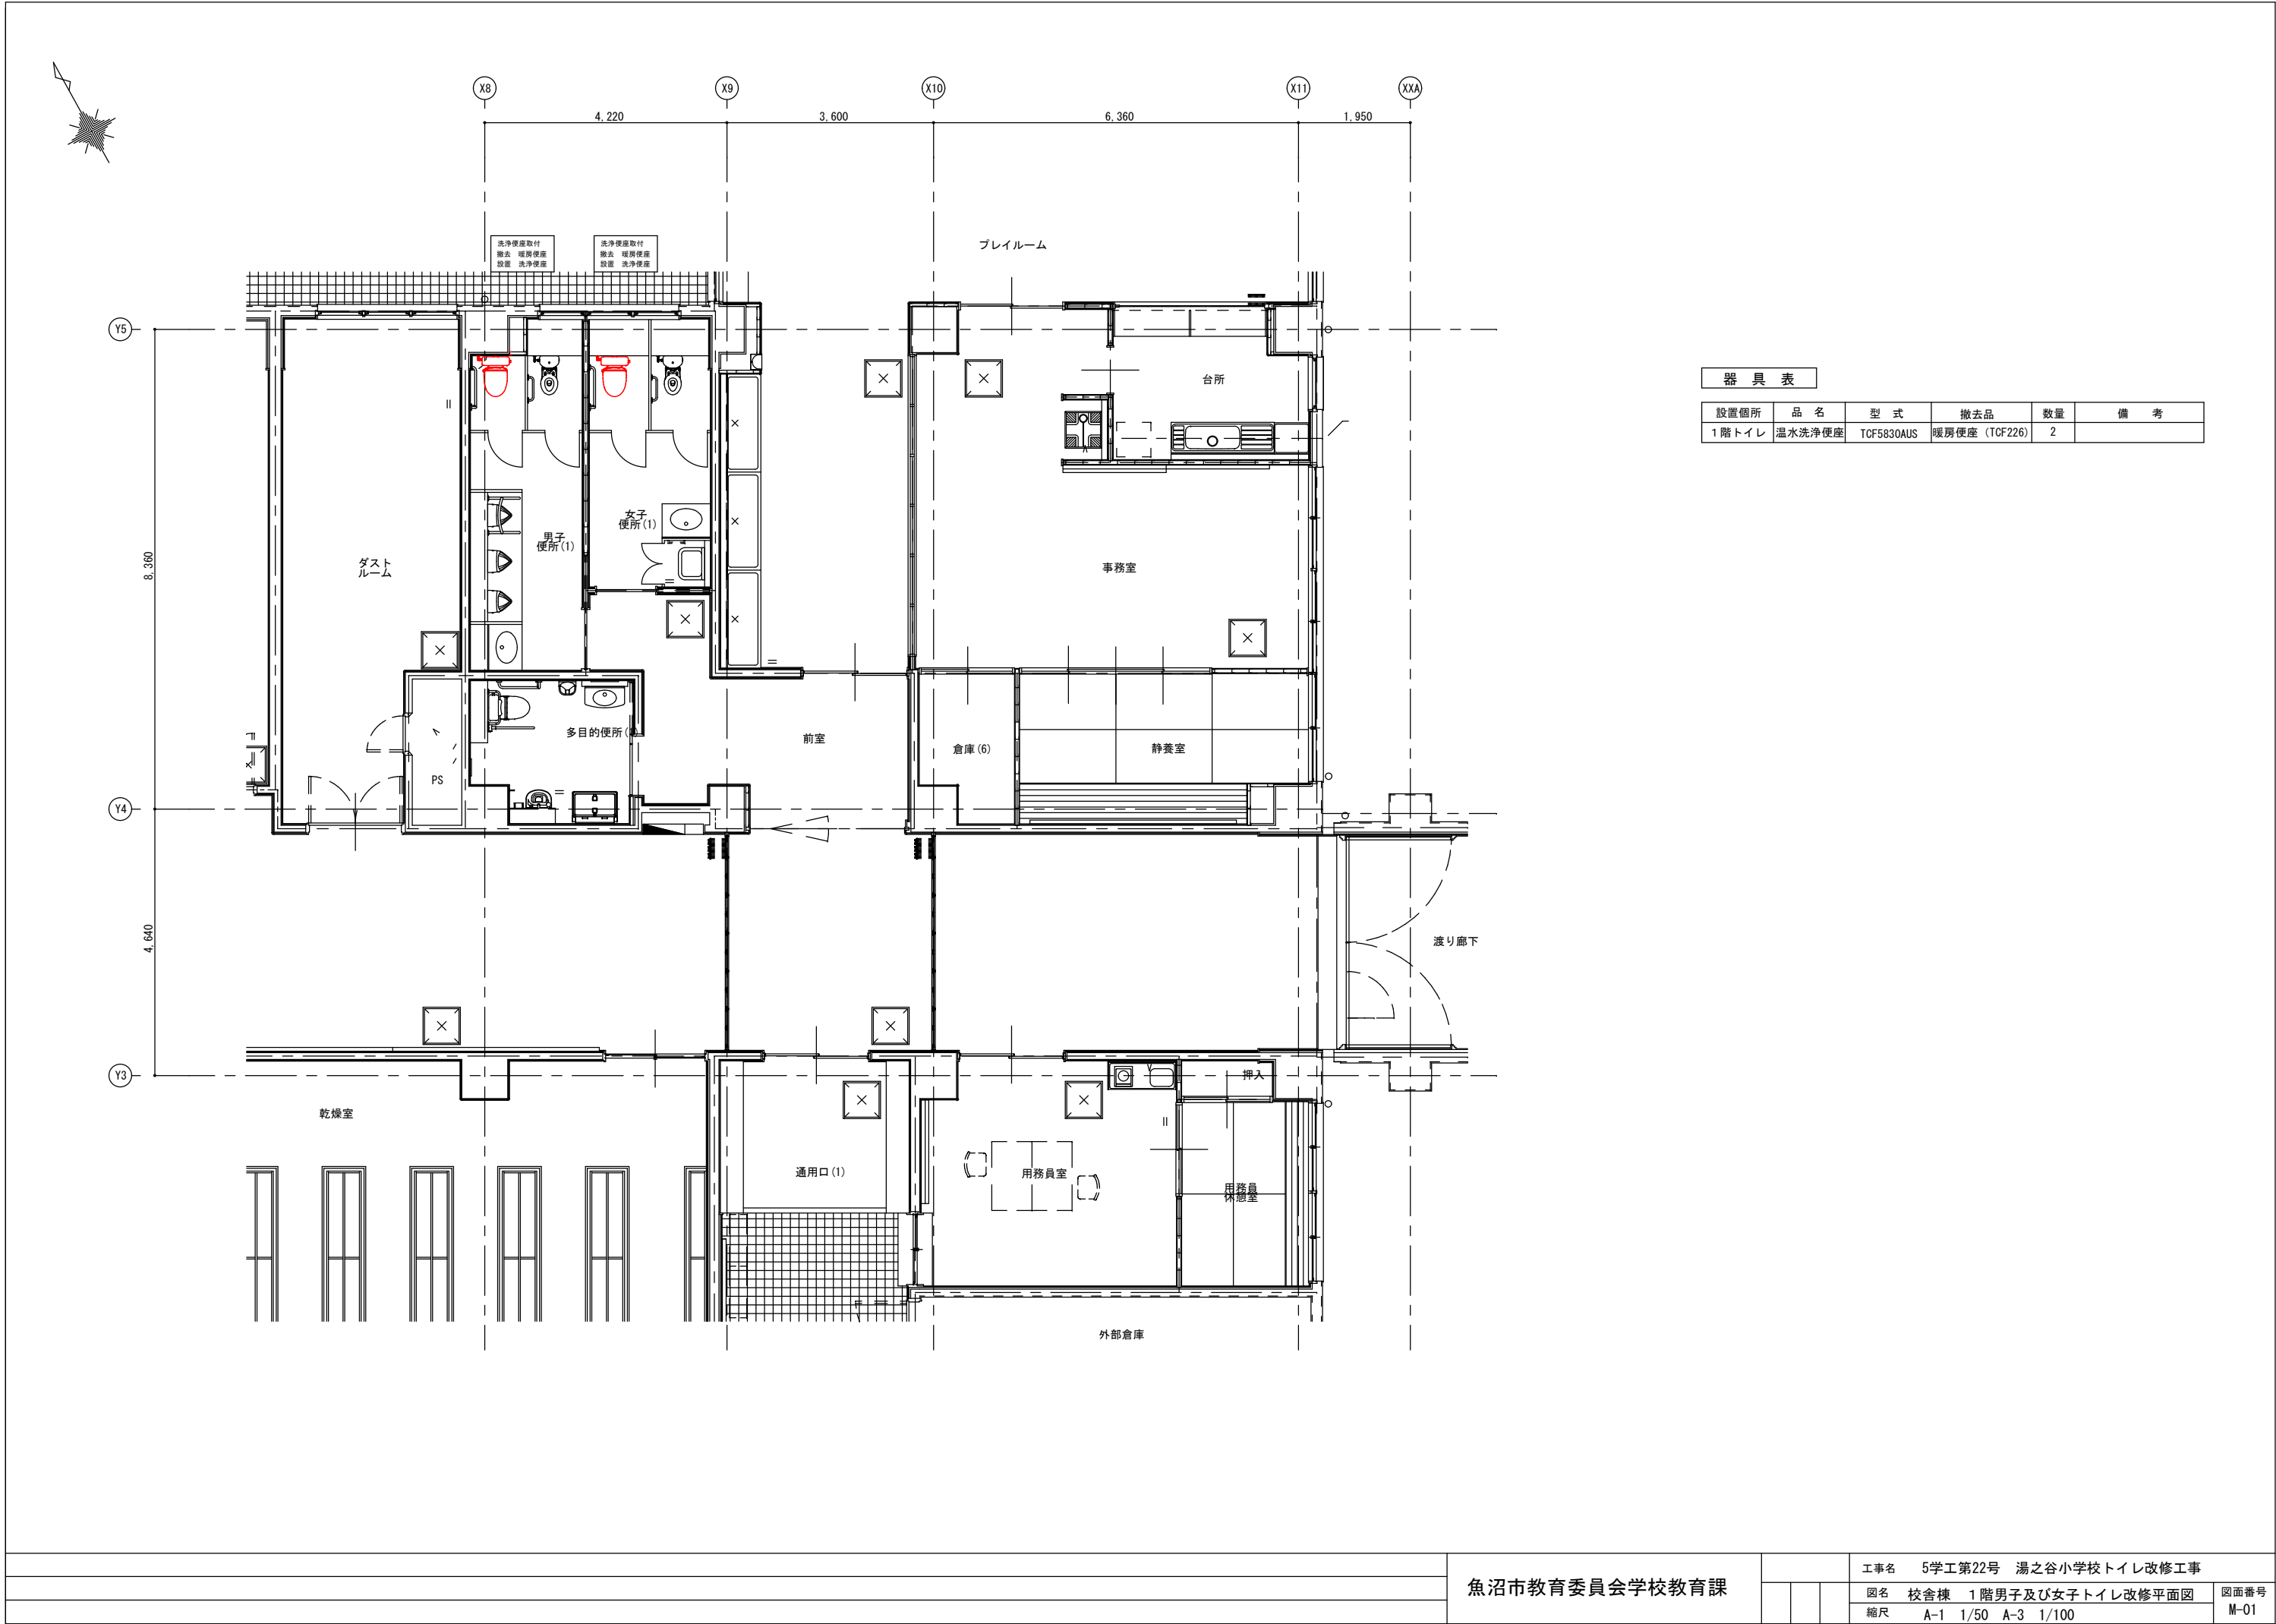 X8
X9
X10
X11
XXA
4,220
3,600
6,360
1,950
洗浄便座取付
撤去 暖房便座
設置 洗浄便座
洗浄便座取付
撤去 暖房便座
設置 洗浄便座
プレイルーム
Y5
台所
器具表
設置個所 品名 型式 撤去品 数量 備考
1階トイレ 温水洗浄便座 TCF5830AUS 暖房便座(TCF226) 2
女子
便所(1)
男子
便所(1)
ダスト
ルーム
8,360
事務室
多目的便所(
前室
倉庫(6)
静養室
PS
Y4
4,640
渡り廊下
Y3
押入
乾燥室
通用口(1)
用務員室
用務員
休憩室
外部倉庫
魚沼市教育委員会学校教育課
工事名 5学工第22号 湯之谷小学校トイレ改修工事
図名 校舎棟 1階男子及び女子トイレ改修平面図
図面番号
縮尺 A-1 1/50 A-3 1/100
M-01